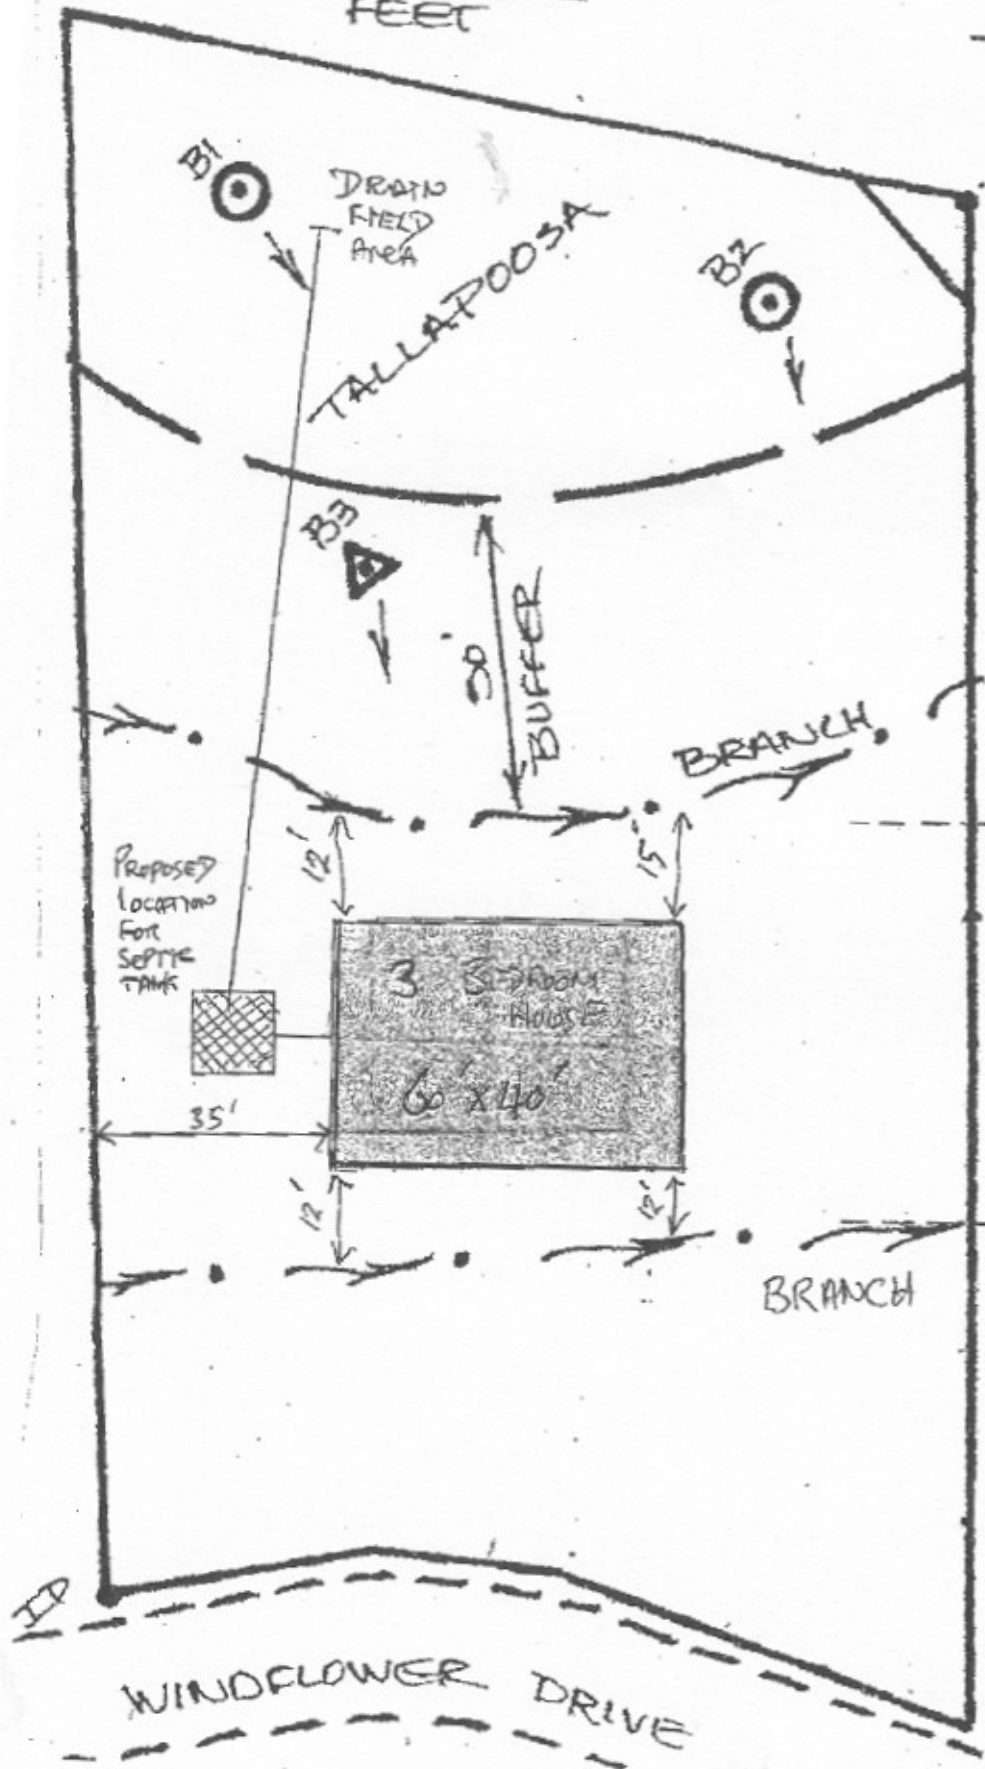 FEET
B1
DRAIN
FIELD
AREA
TALLAPOOSA
B2
B3
50'
BUFFER
BRANCH
12'
15'
PROPOSED
LOCATION
FOR
SEPTIC
TANK
3 BEDROOM
HOUSE
60' x 40'
35'
12'
12'
BRANCH
IP
WINDFLOWER DRIVE